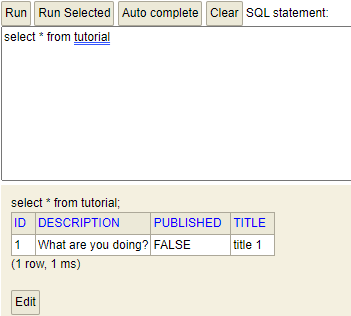 Run Run Selected Auto complete Clear SQL statement:
select * from tutorial
select * from tutorial;
ID DESCRIPTION PUBLISHED TITLE
1 What are you doing? FALSE title 1
(1 row, 1 ms)
Edit